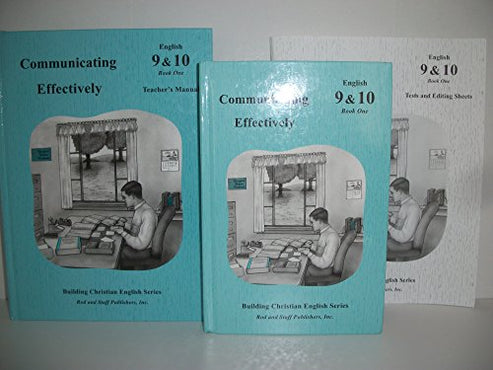 English
Communicating 9 & 10
Book One
Effectively
Teacher's Manual
Building Christian English Series
Rod and Staff Publishers, Inc.
English
Communicating 9 & 10
Book One
Effectively
Building Christian English Series
Rod and Staff Publishers, Inc.
English
9 & 10
Book One
Tests and Editing Sheets
English Series
Inc.